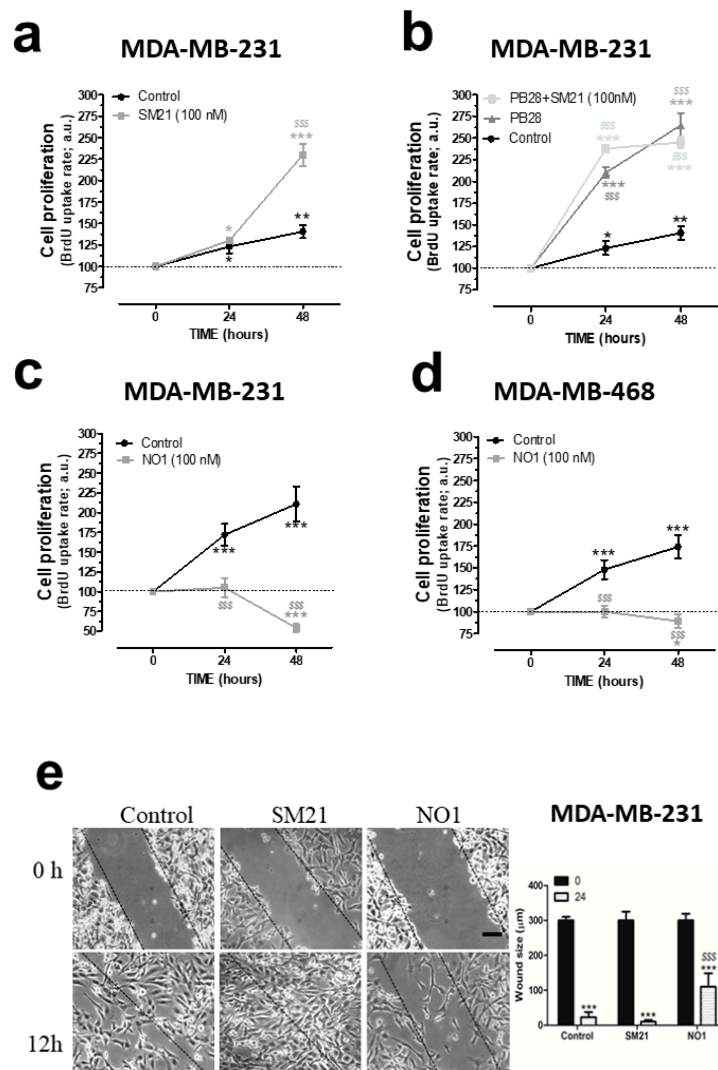 a
MDA-MB-231
Cell proliferation
(BrdU uptake rate; a.u.)
300
275
250
225
200
175
150
125
100
75
Control
SM21 (100 nM)
$$$
***
**
*
*
0
24
48
TIME (hours)
b
MDA-MB-231
Cell proliferation
(BrdU uptake rate; a.u.)
300
275
250
225
200
175
150
125
100
75
PB28+SM21 (100nM)
PB28
Control
$$$
***
$$$
***
***
$$$
$$$
***
**
*
0
24
48
TIME (hours)
c
MDA-MB-231
Cell proliferation
(BrdU uptake rate; a.u.)
300
275
250
225
200
175
150
125
100
75
50
Control
NO1 (100 nM)
***
***
$$$
$$$
***
0
24
48
TIME (hours)
d
MDA-MB-468
Cell proliferation
(BrdU uptake rate; a.u.)
300
275
250
225
200
175
150
125
100
75
Control
NO1 (100 nM)
***
***
$$$
$$$
*
0
24
48
TIME (hours)
e
Control
SM21
NO1
0 h
12h
MDA-MB-231
0
24
Wound size (µm)
400
300
200
100
0
***
***
$$$
***
Control
SM21
NO1